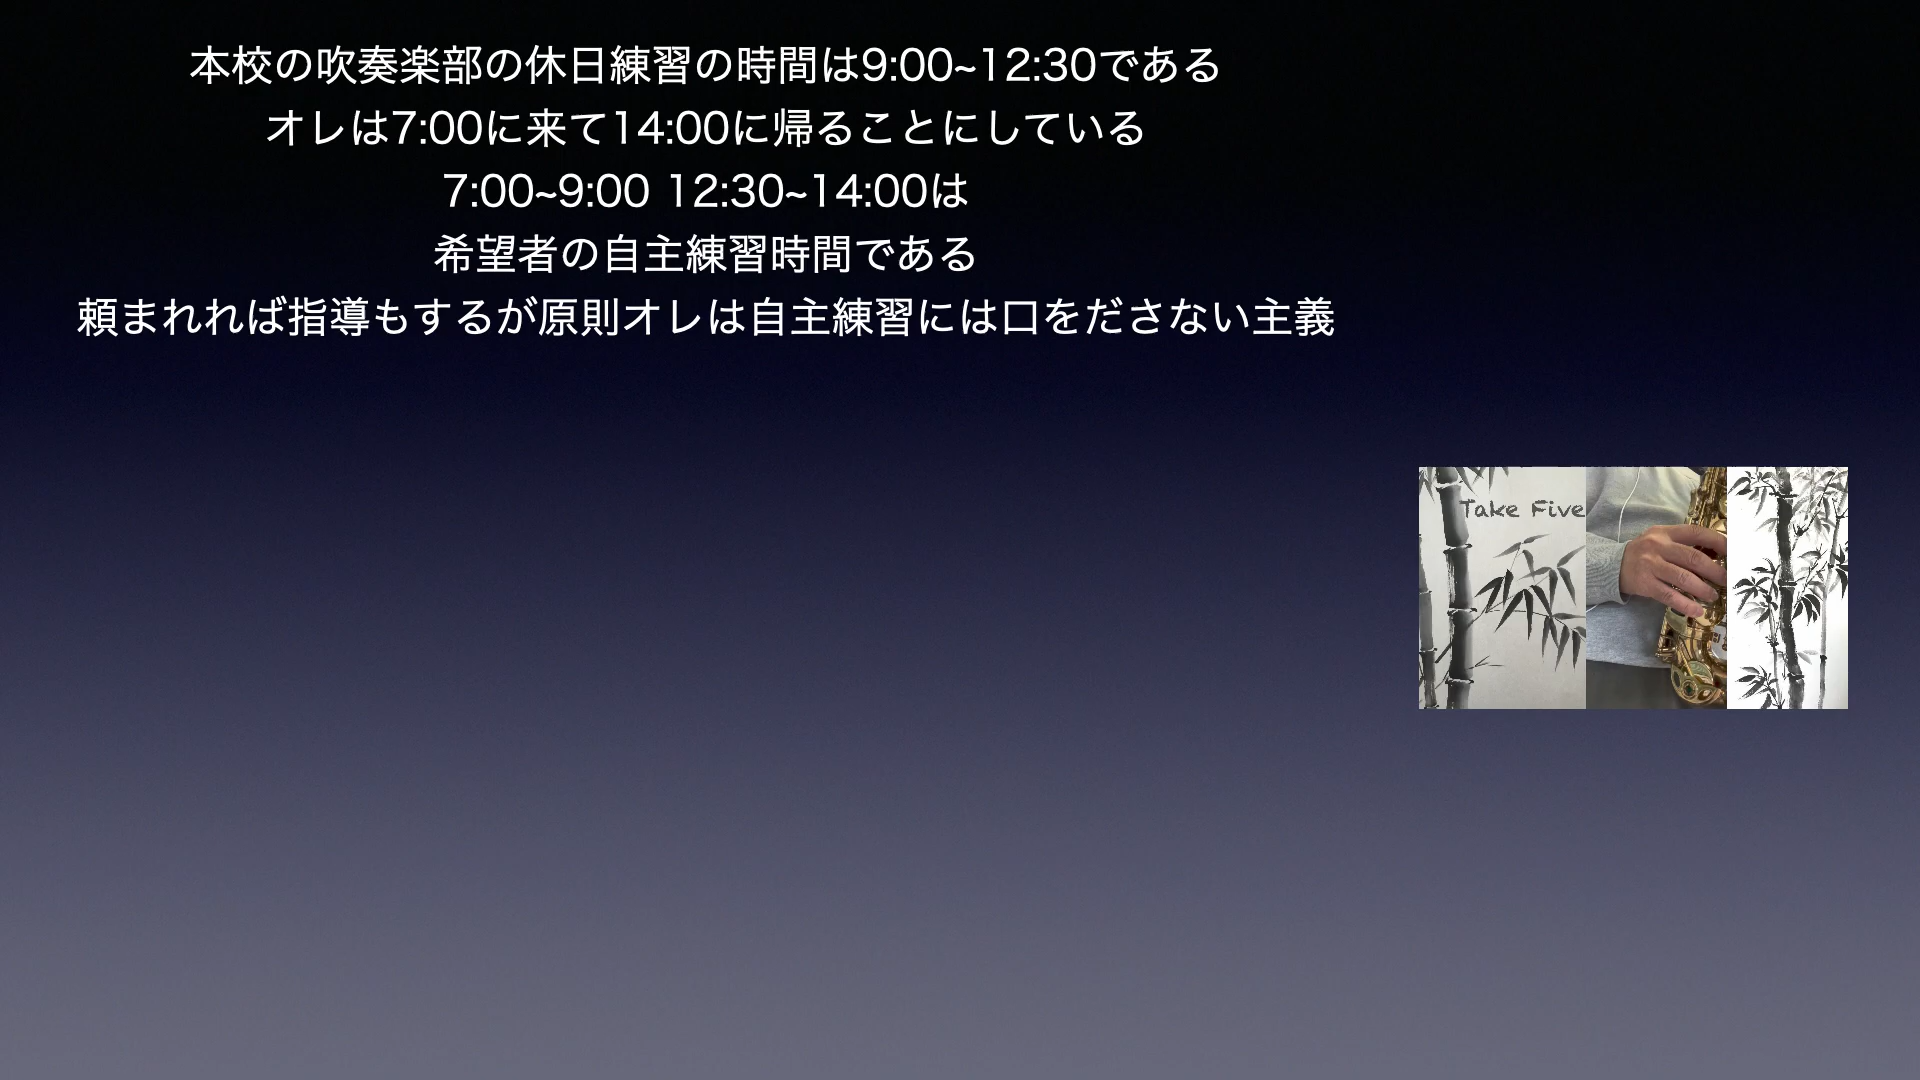 本校の吹奏楽部の休日練習の時間は9:00~12:30である
オレは7:00に来て14:00に帰ることにしている
7:00~9:00 12:30~14:00は
希望者の自主練習時間である
頼まれれば指導もするが原則オレは自主練習には口をださない主義
Take Five